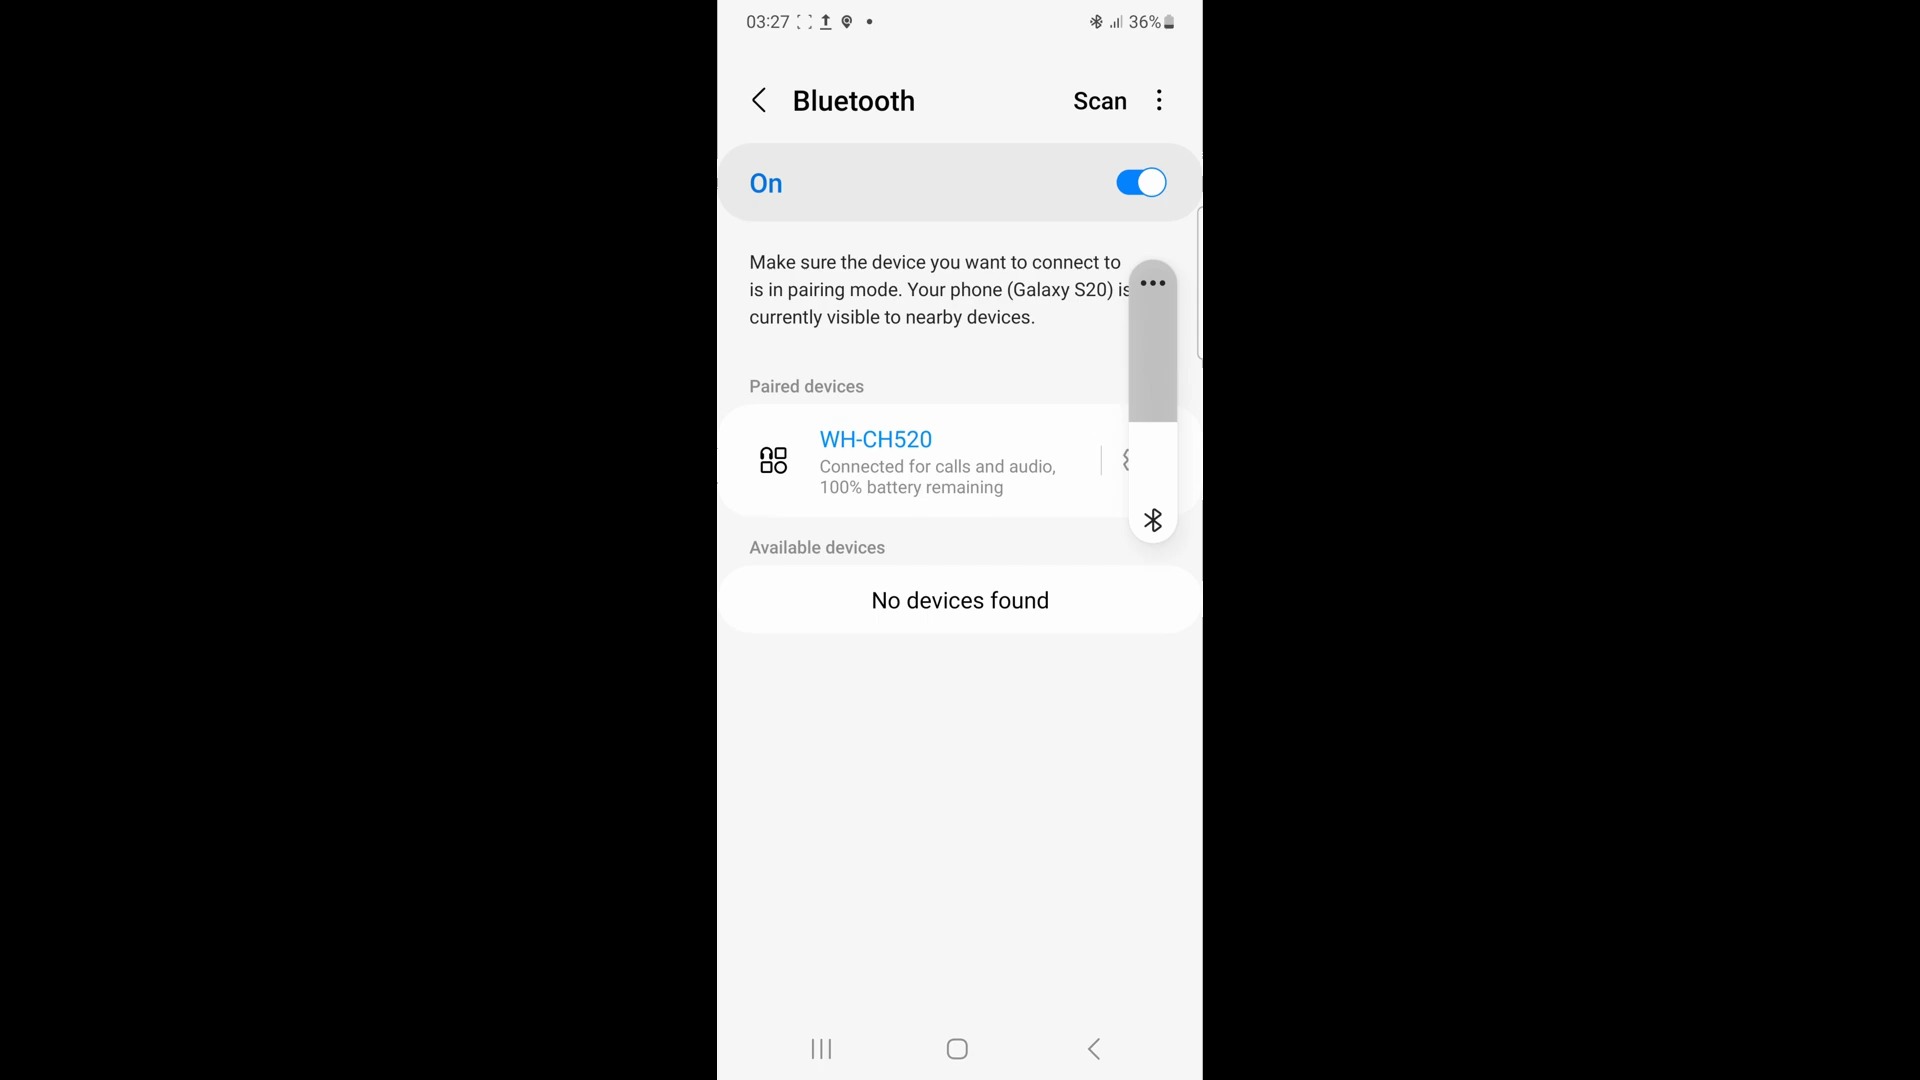 03:27
36%
Bluetooth
Scan
On
Make sure the device you want to connect to
is in pairing mode. Your phone (Galaxy S20) is
currently visible to nearby devices.
Paired devices
WH-CH520
Connected for calls and audio,
100% battery remaining
Available devices
No devices found